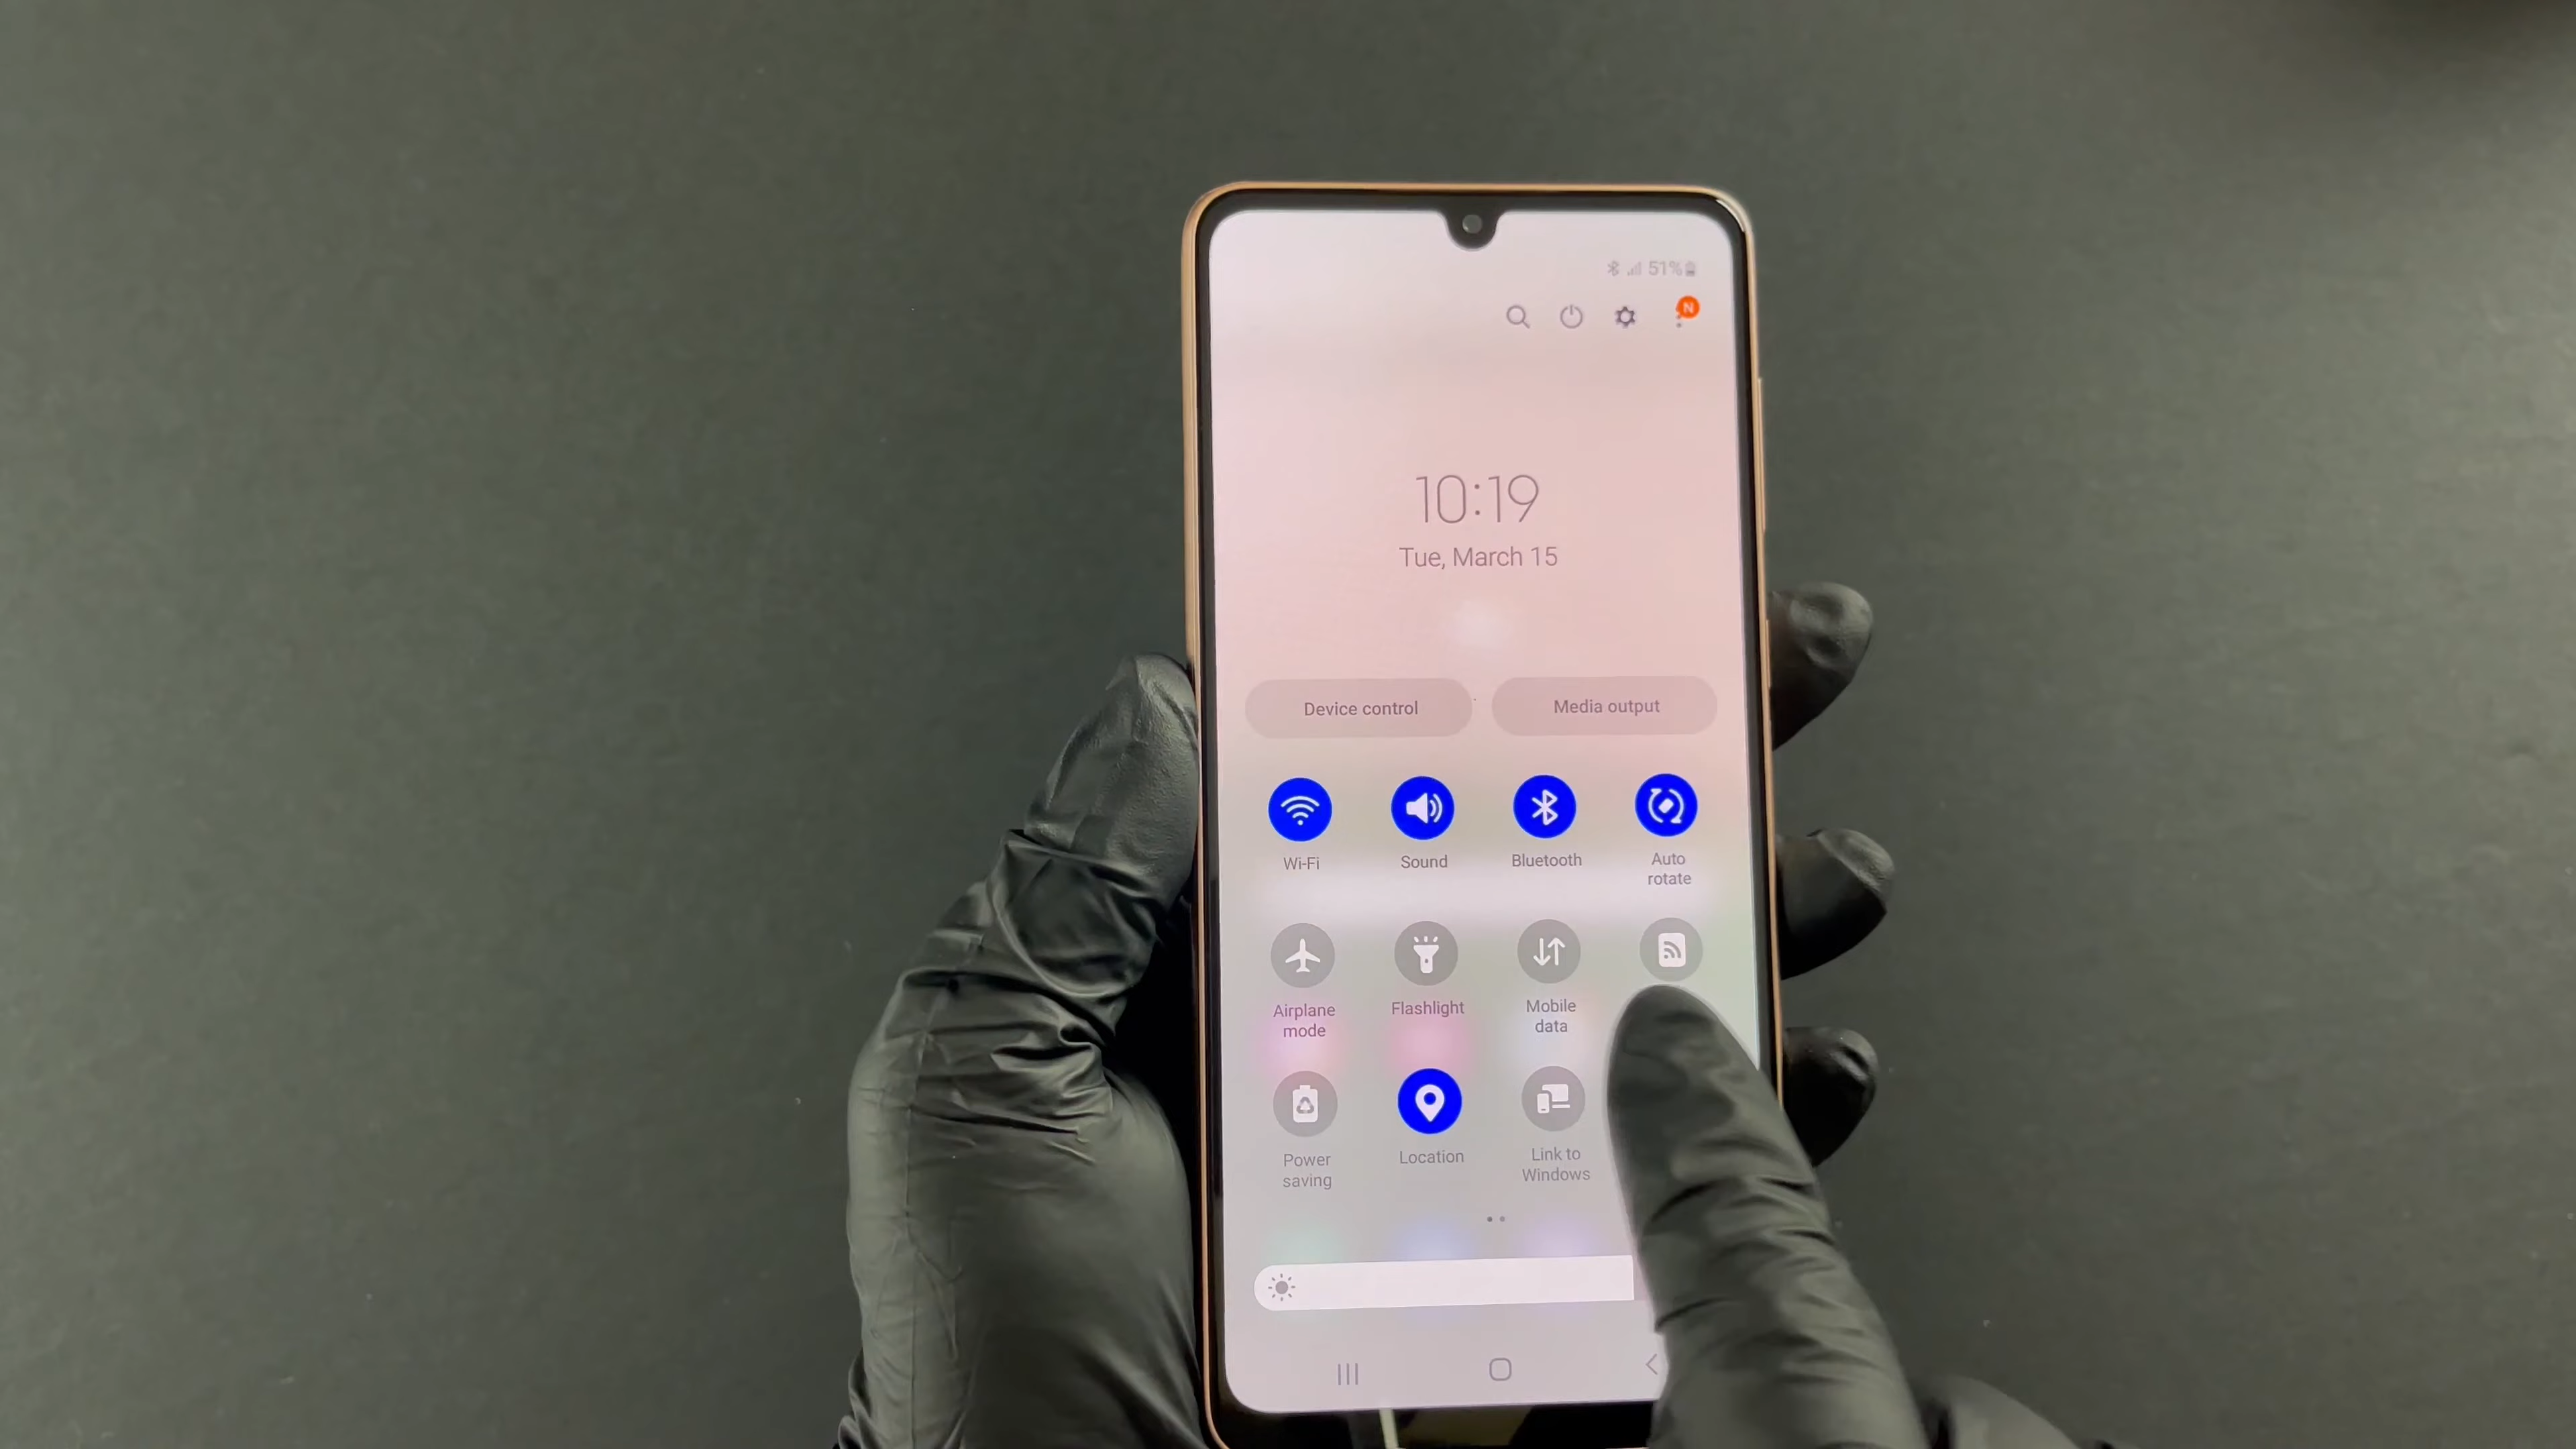 51%
N
10:19
Tue, March 15
Device control
Media output
Wi-Fi
Sound
Bluetooth
Auto
rotate
Airplane
mode
Flashlight
Mobile
data
Power
saving
Location
Link to
Windows